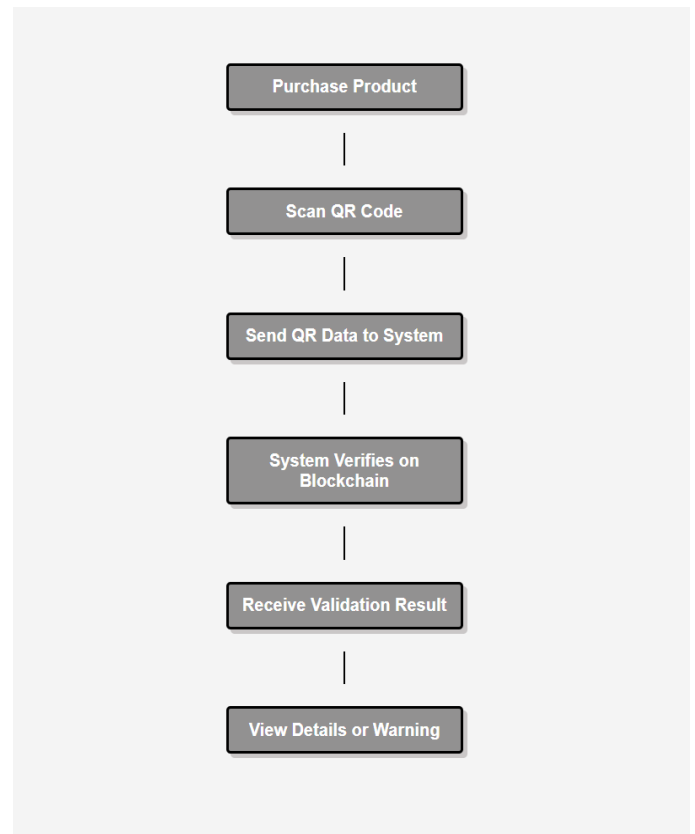 Purchase Product
Scan QR Code
Send QR Data to System
System Verifies on
Blockchain
Receive Validation Result
View Details or Warning